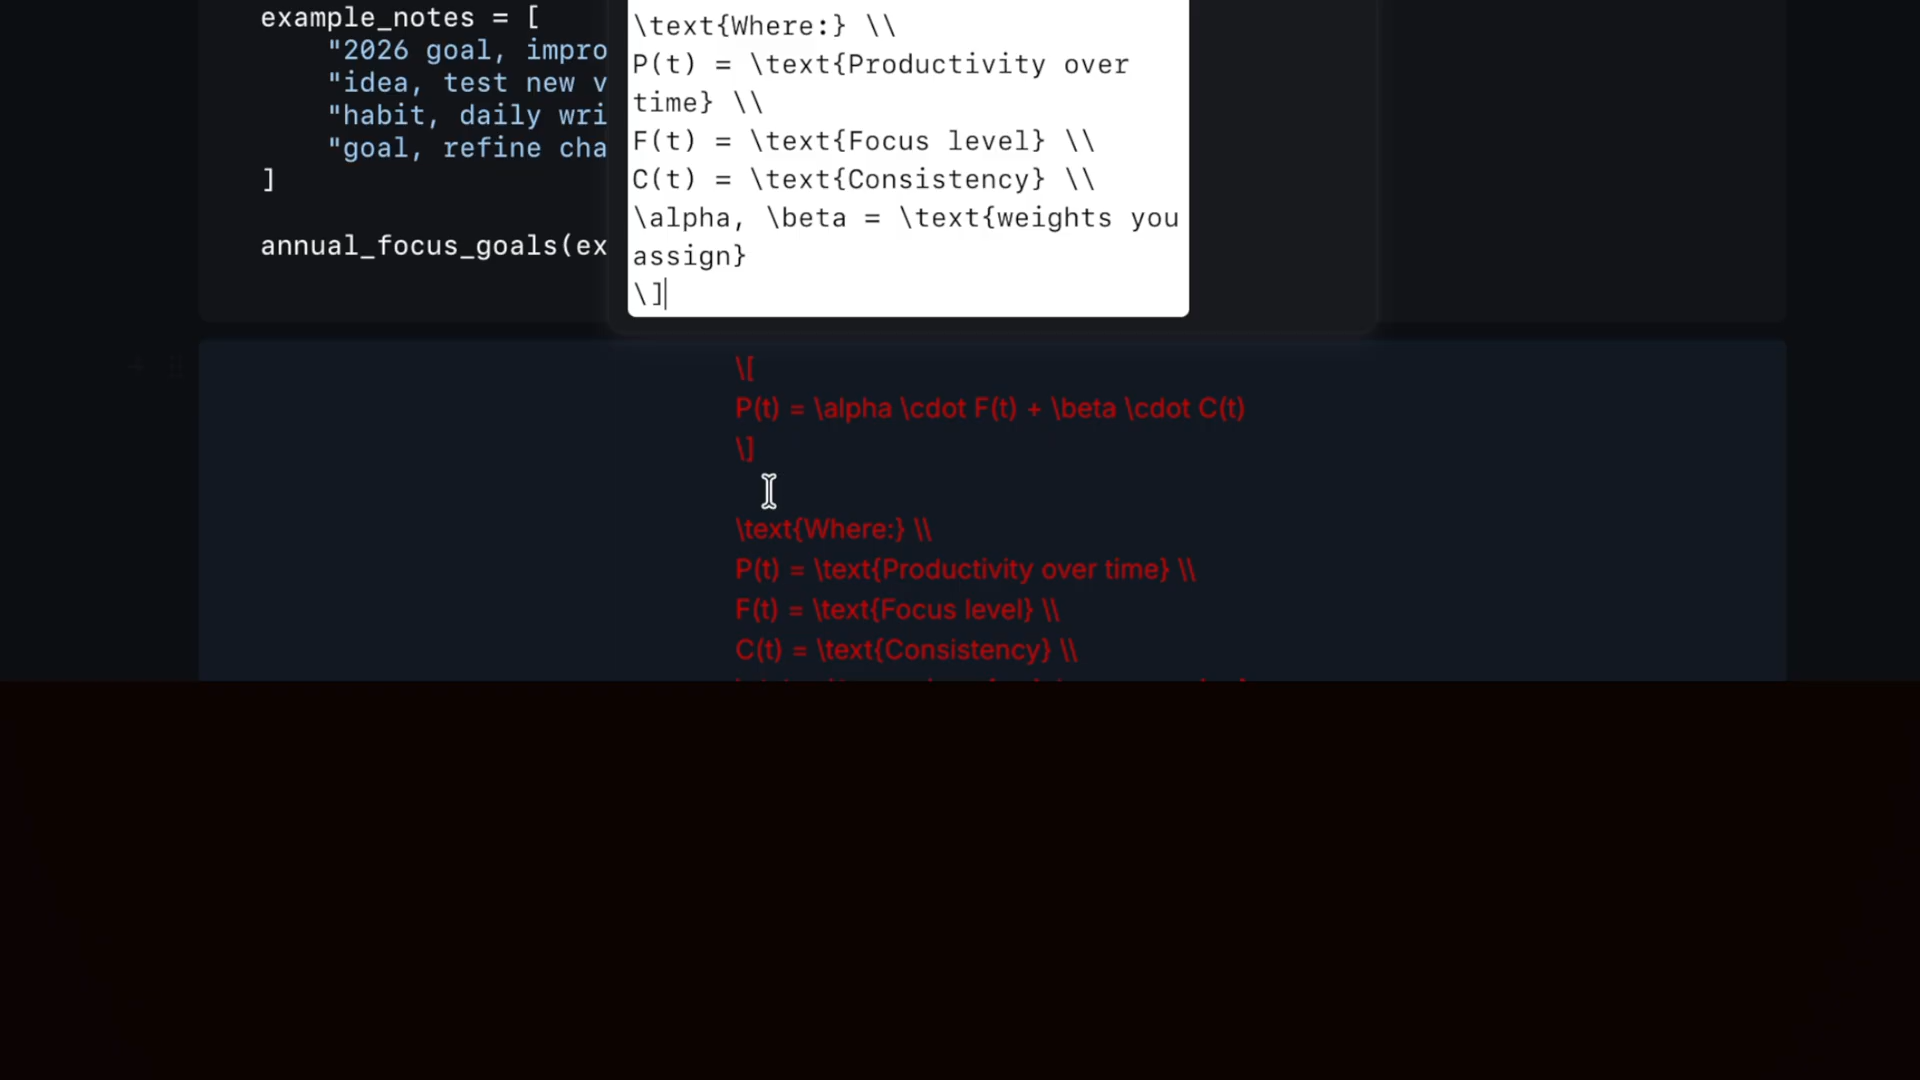 example_notes = [
"2026 goal, impro
"idea, test new v
"habit, daily wri
"goal, refine cha
]
annual_focus_goals(ex
\text{Where:} \\
P(t) = \text{Productivity over
time} \\
F(t) = \text{Focus level} \\
C(t) = \text{Consistency} \\
\alpha, \beta = \text{weights you
assign}
\]
\[
P(t) = \alpha \cdot F(t) + \beta \cdot C(t)
\]
\text{Where:} \\
P(t) = \text{Productivity over time} \\
F(t) = \text{Focus level} \\
C(t) = \text{Consistency} \\